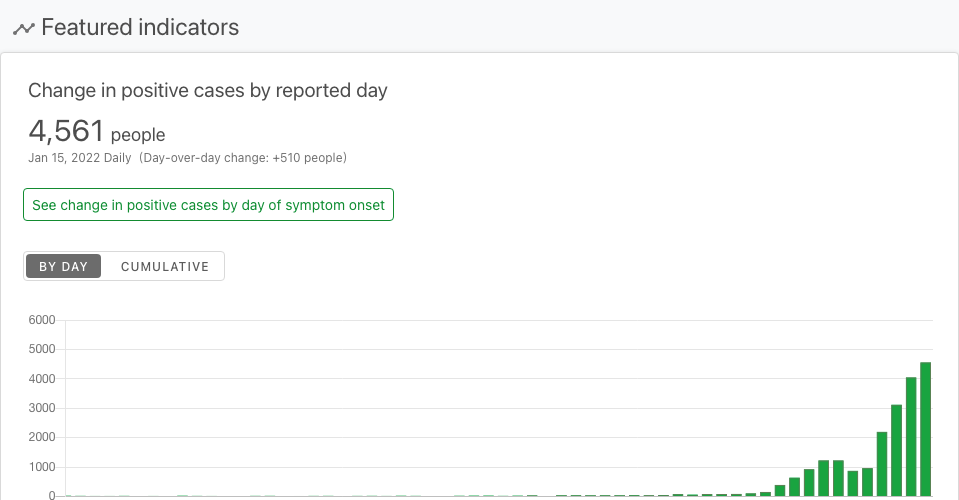 Featured indicators
Change in positive cases by reported day
4,561 people
Jan 15, 2022 Daily (Day-over-day change: +510 people)
See change in positive cases by day of symptom onset
BY DAY CUMULATIVE
6000
5000
4000
3000
2000
1000
0